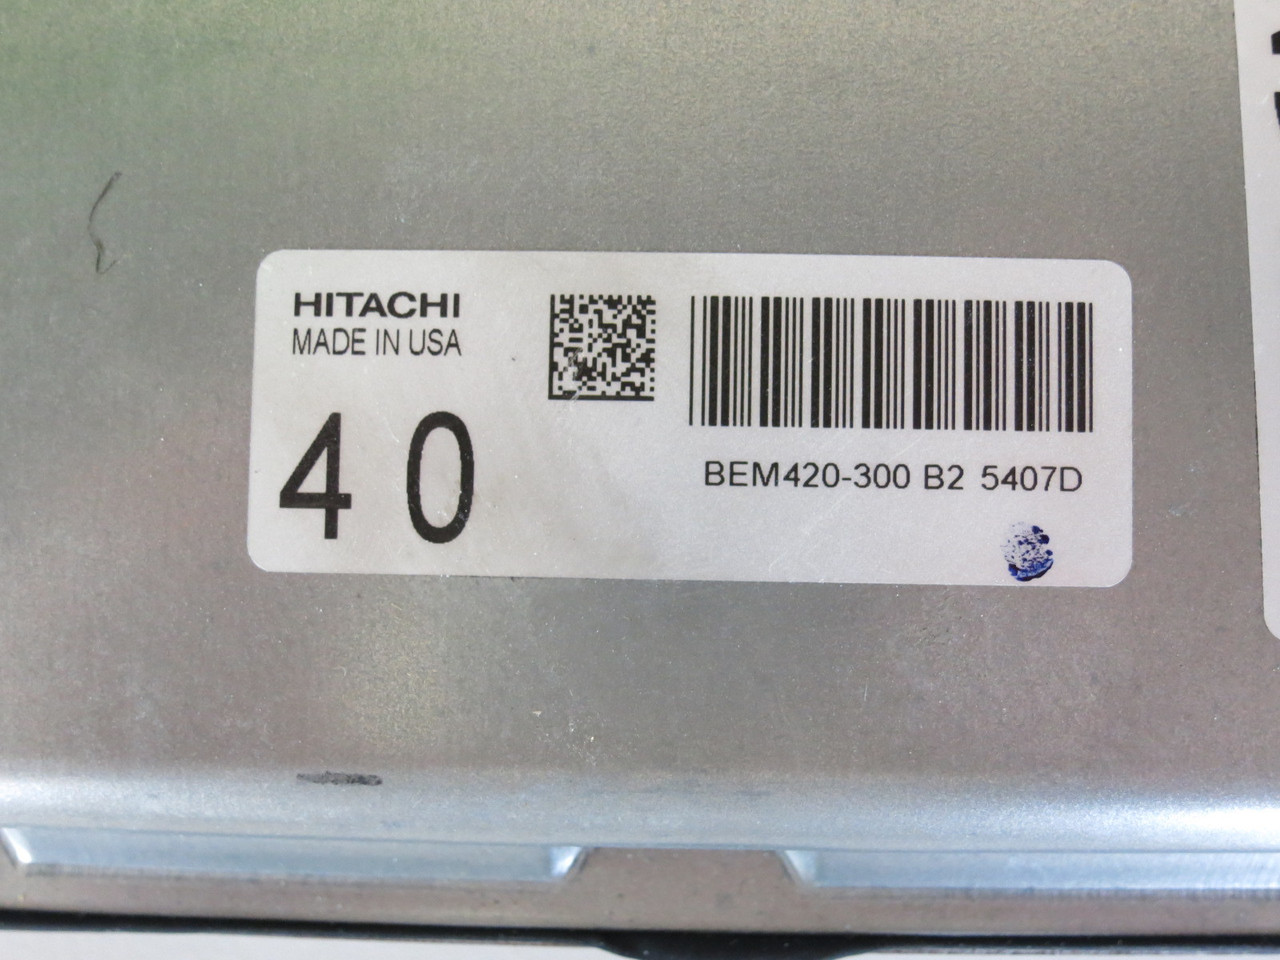 HITACHI
MADE IN USA
40
BEM420-300 B2 5407D